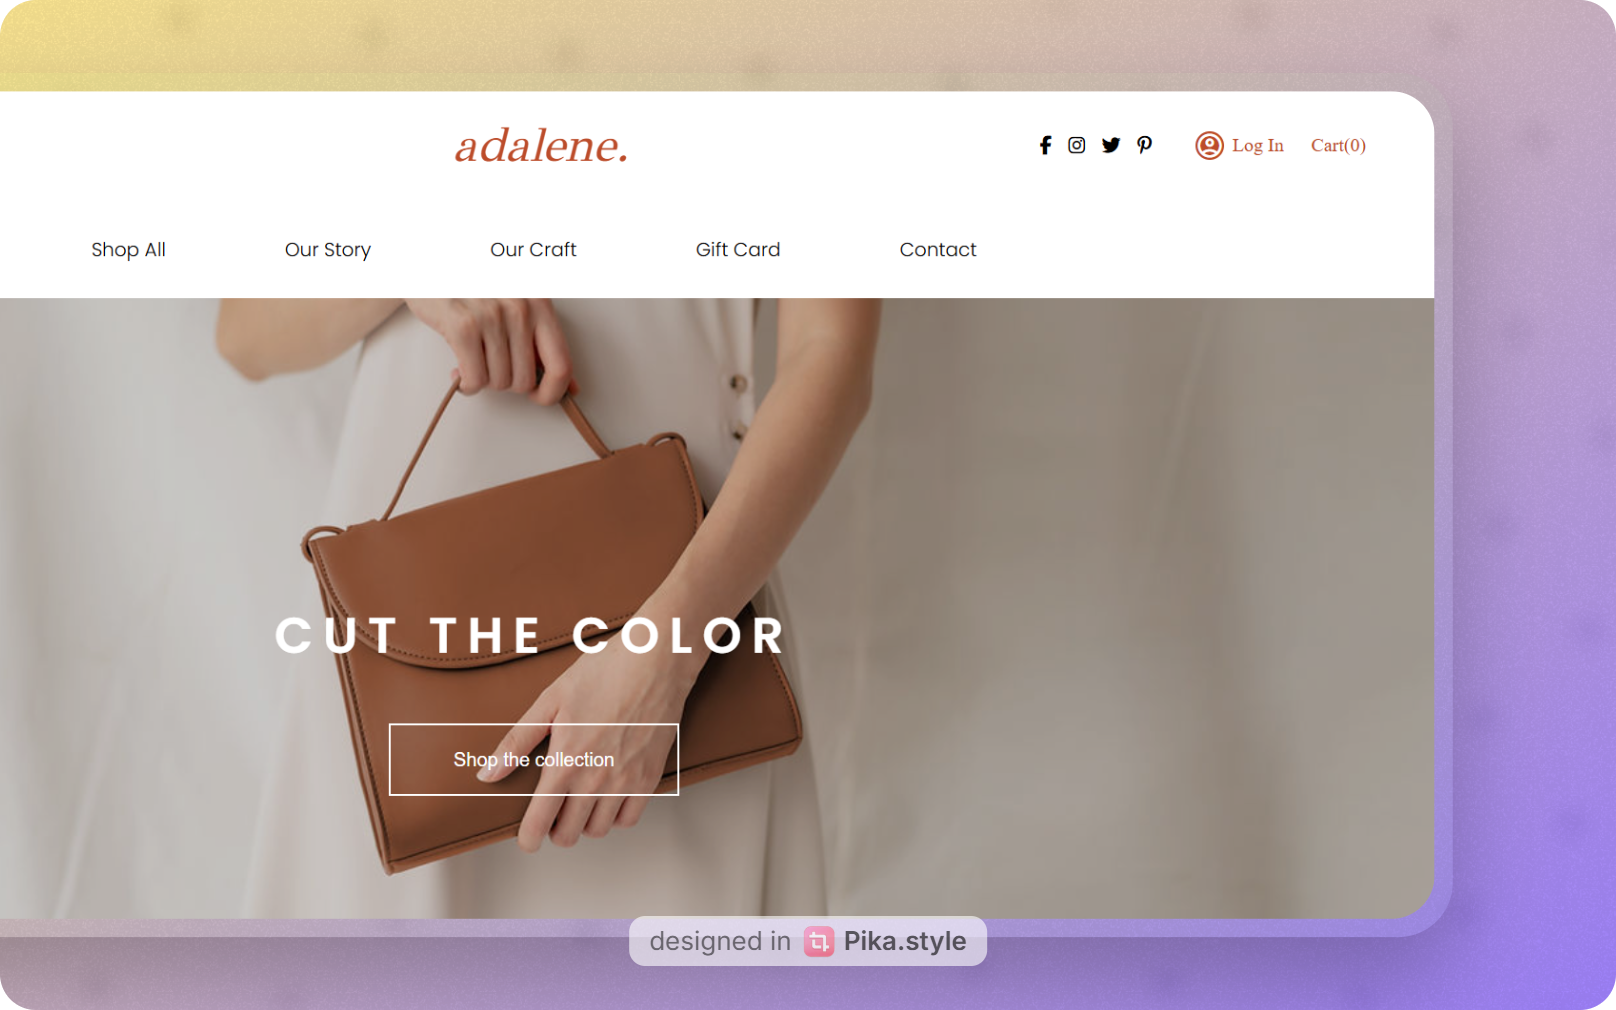 adalene.
Log In
Cart(0)
Shop All
Our Story
Our Craft
Gift Card
Contact
CUT THE COLOR
Shop the collection
designed in Pika.style